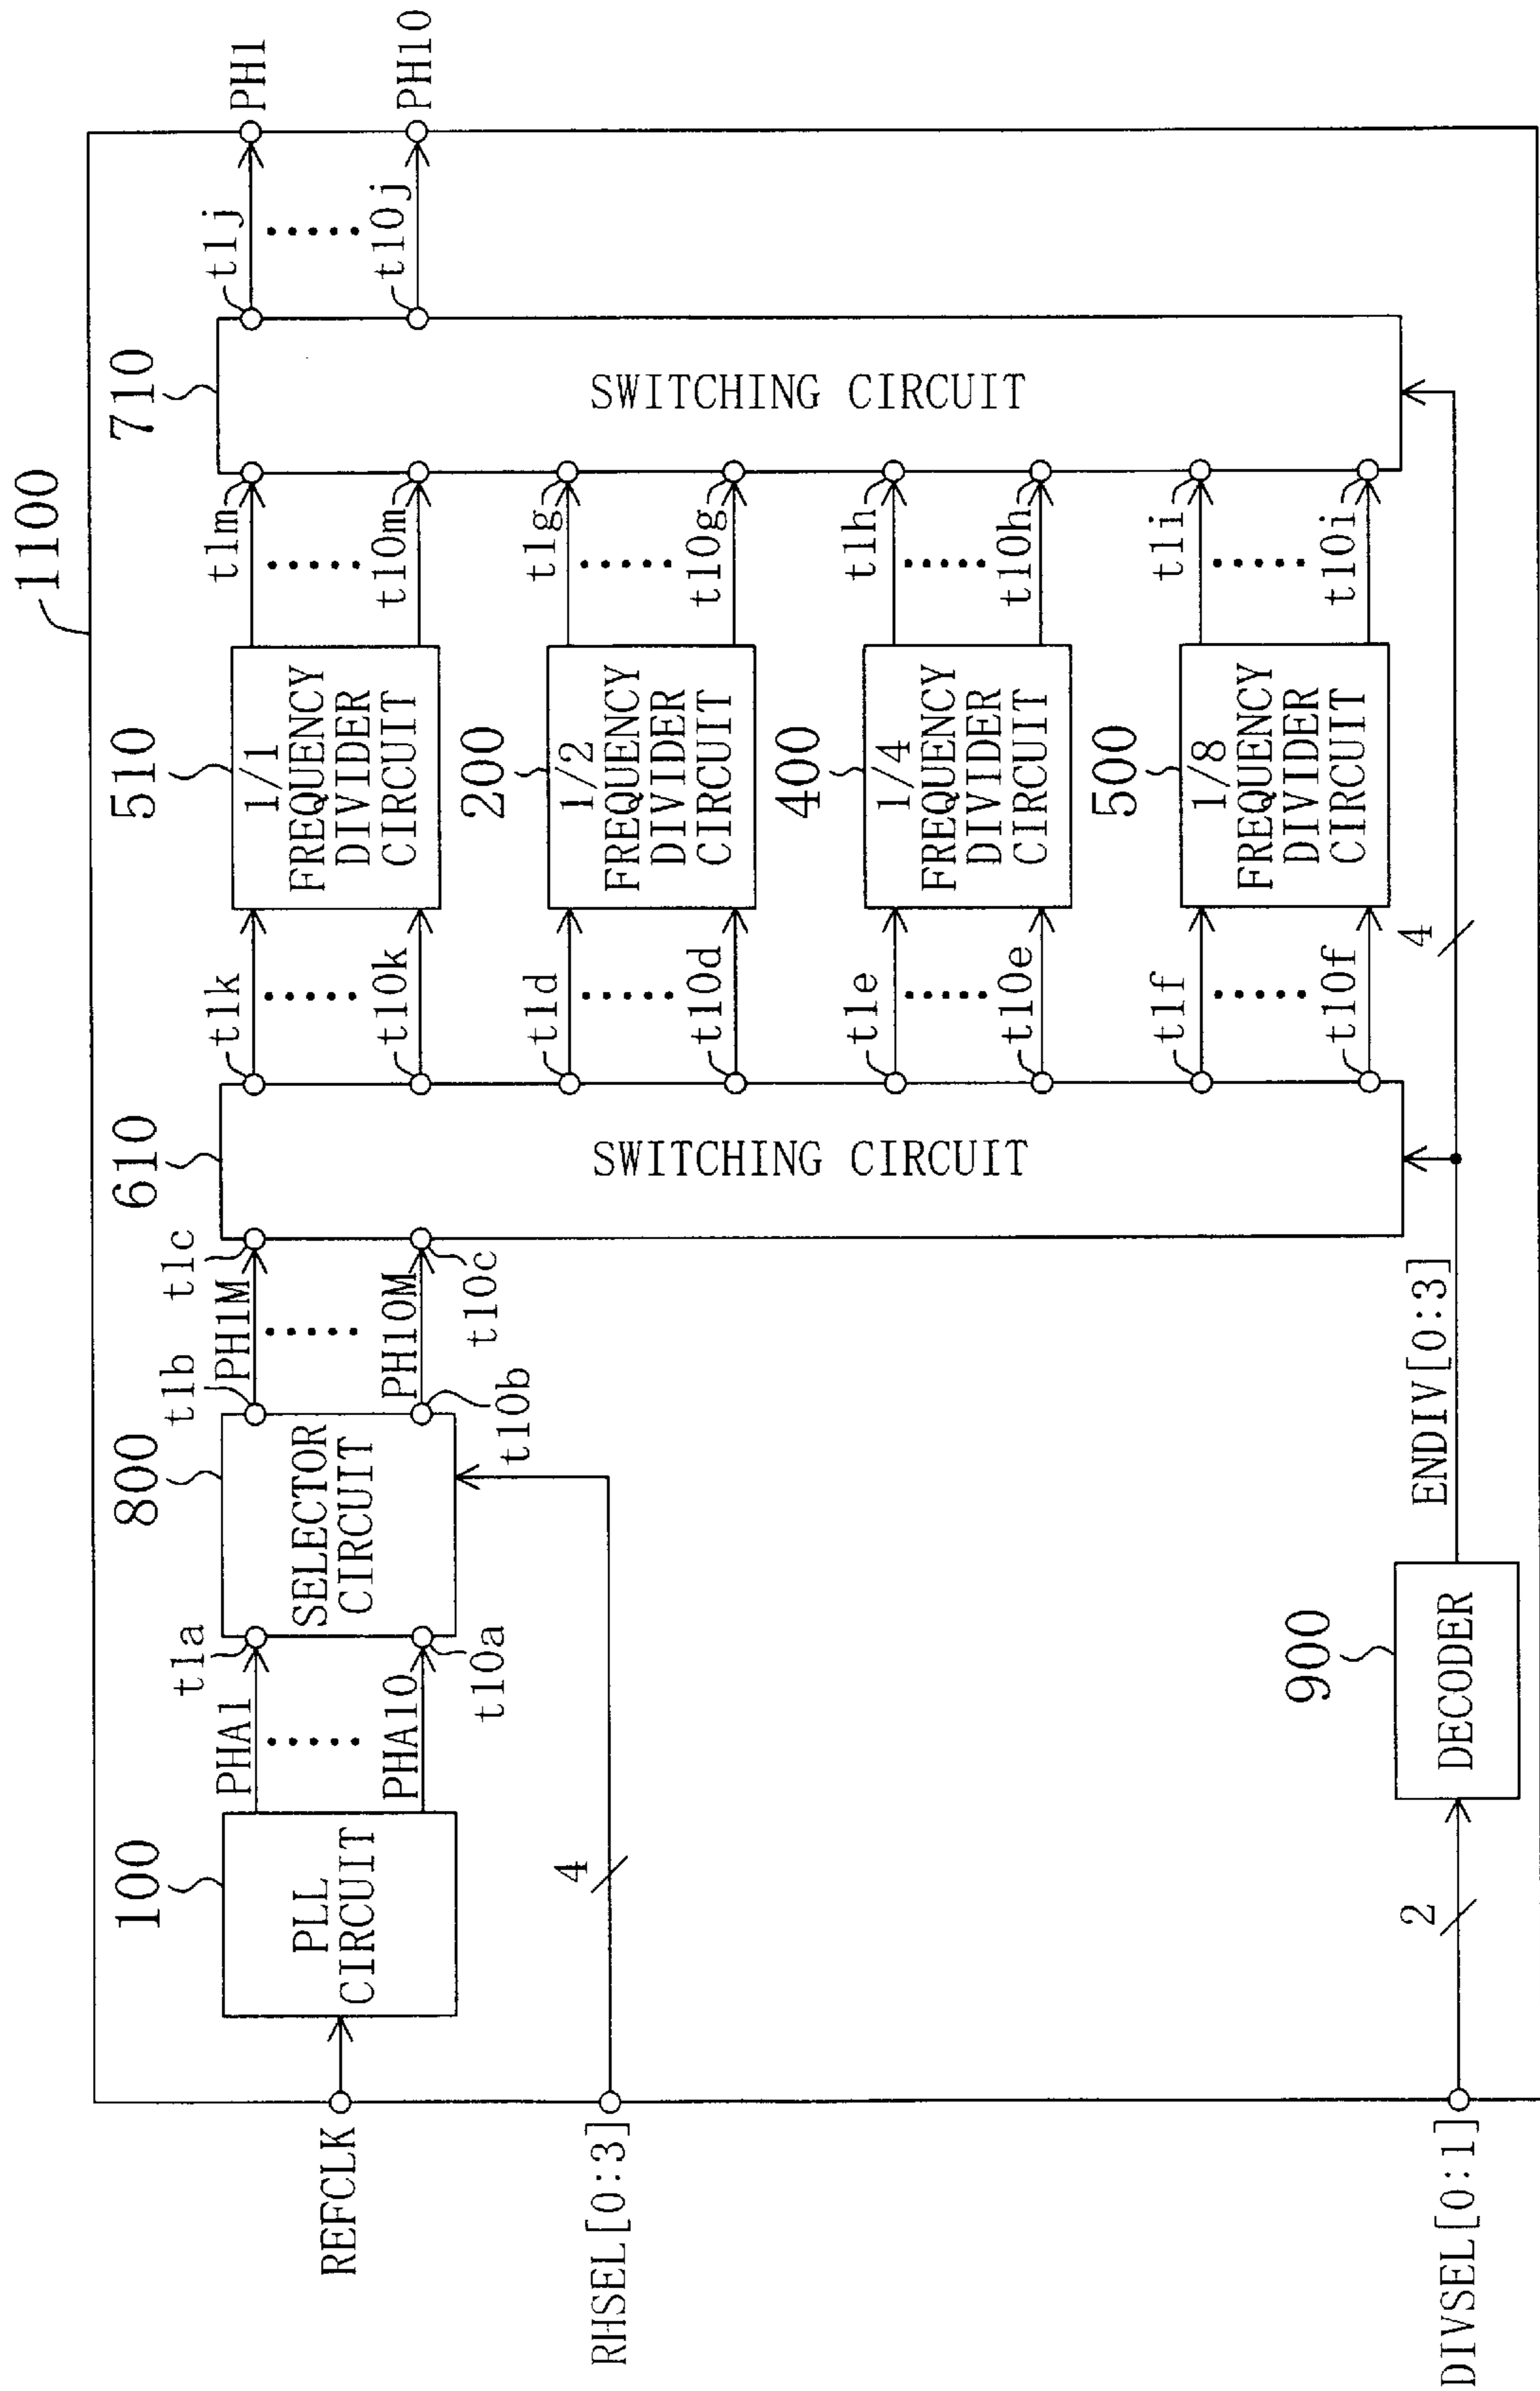 1100
REFCLK
RHSEL[0:3]
DIVSEL[0:1]
100
PLL
CIRCUIT
PHA1
PHA10
t1a
t10a
4
2
800
SELECTOR
CIRCUIT
t1b
t1c
PH1M
PH10M
t10b
t10c
900
DECODER
ENDIV[0:3]
610
SWITCHING CIRCUIT
t1k
t10k
t1d
t10d
t1e
t10e
t1f
t10f
4
510
1/1
FREQUENCY
DIVIDER
CIRCUIT
200
1/2
FREQUENCY
DIVIDER
CIRCUIT
400
1/4
FREQUENCY
DIVIDER
CIRCUIT
500
1/8
FREQUENCY
DIVIDER
CIRCUIT
t1m
t10m
t1g
t10g
t1h
t10h
t1i
t10i
710
SWITCHING CIRCUIT
t1j
t10j
PH1
PH10